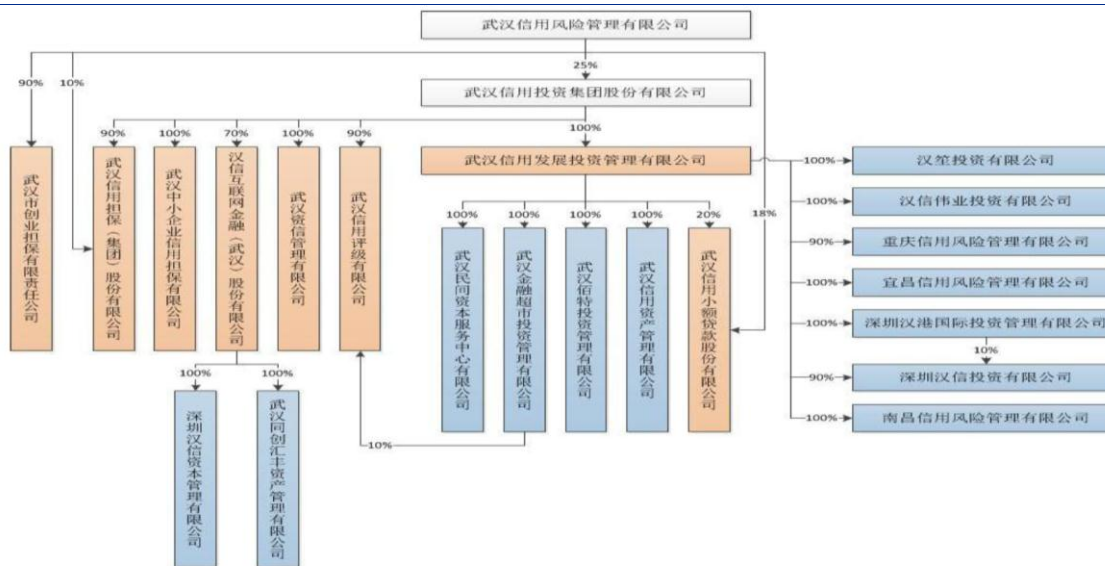 武汉信用风险管理有限公司
90%
10%
25%
武汉信用投资集团股份有限公司
90%
100%
70%
100%
90%
100%
武汉市创业担保有限责任公司
武汉信用担保（集团）股份有限公司
武汉中小企业信用担保有限公司
汉信互联网金融（武汉）股份有限公司
武汉资信管理有限公司
武汉信用评级有限公司
武汉信用发展投资管理有限公司
100%
汉笙投资有限公司
100%
汉信伟业投资有限公司
90%
重庆信用风险管理有限公司
100%
宜昌信用风险管理有限公司
100%
深圳汉港国际投资管理有限公司
10%
90%
深圳汉信投资有限公司
100%
南昌信用风险管理有限公司
100%
100%
100%
100%
20%
18%
武汉民间资本服务中心有限公司
武汉金融超市投资管理有限公司
武汉佰特投资管理有限公司
武汉信用资产管理有限公司
武汉信用小额贷款股份有限公司
100%
100%
10%
深圳汉信资本管理有限公司
武汉同创汇丰资产管理有限公司